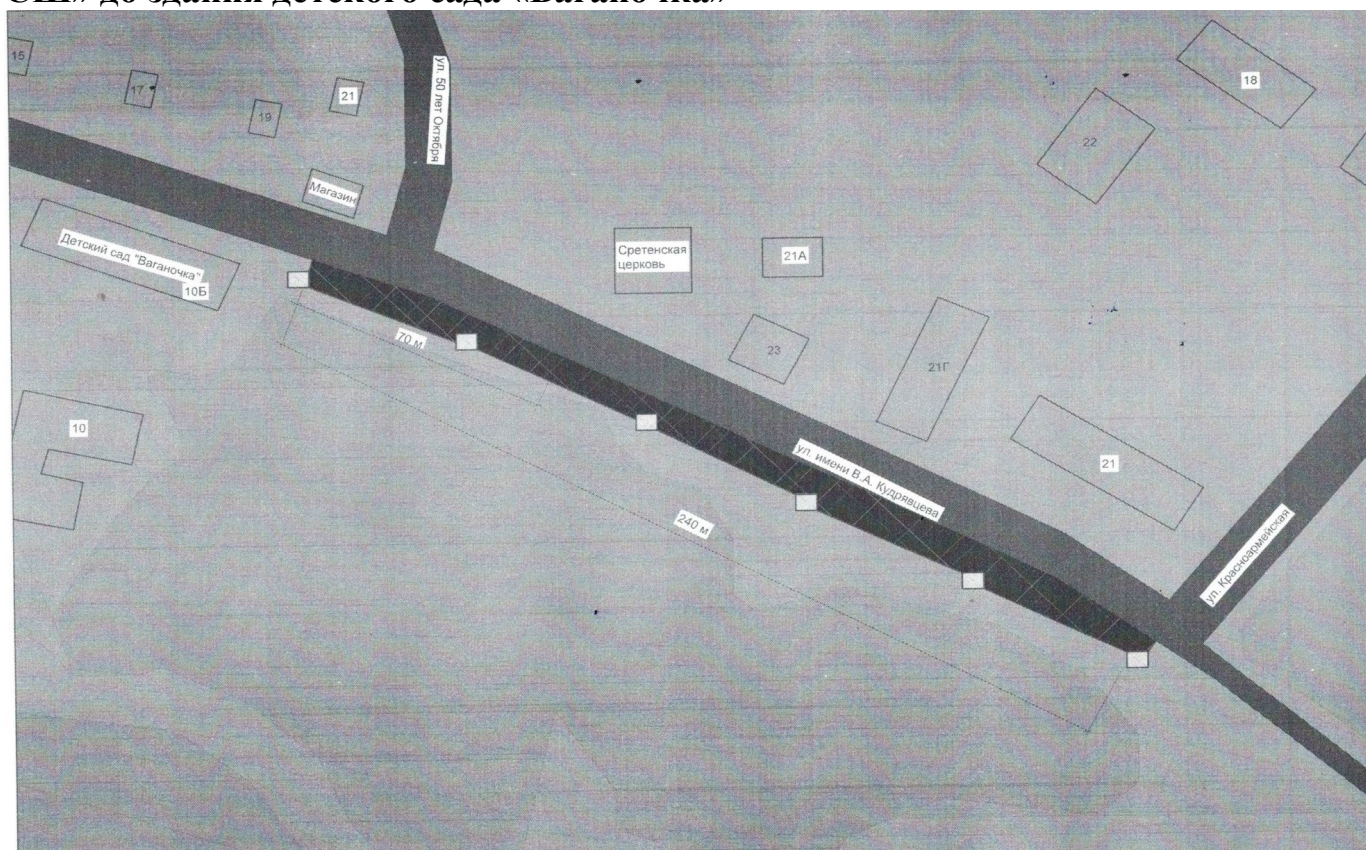 СШ» до здания детского сада «Ваганочка»
15
17
19
21
ул. 50 лет Октября
18
22
Магазин
Детский сад "Ваганочка"
10Б
Сретенская
церковь
21А
23
21Г
70 м
10
21
ул. имени В.А. Кудрявцева
240 м
ул. Красноармейская